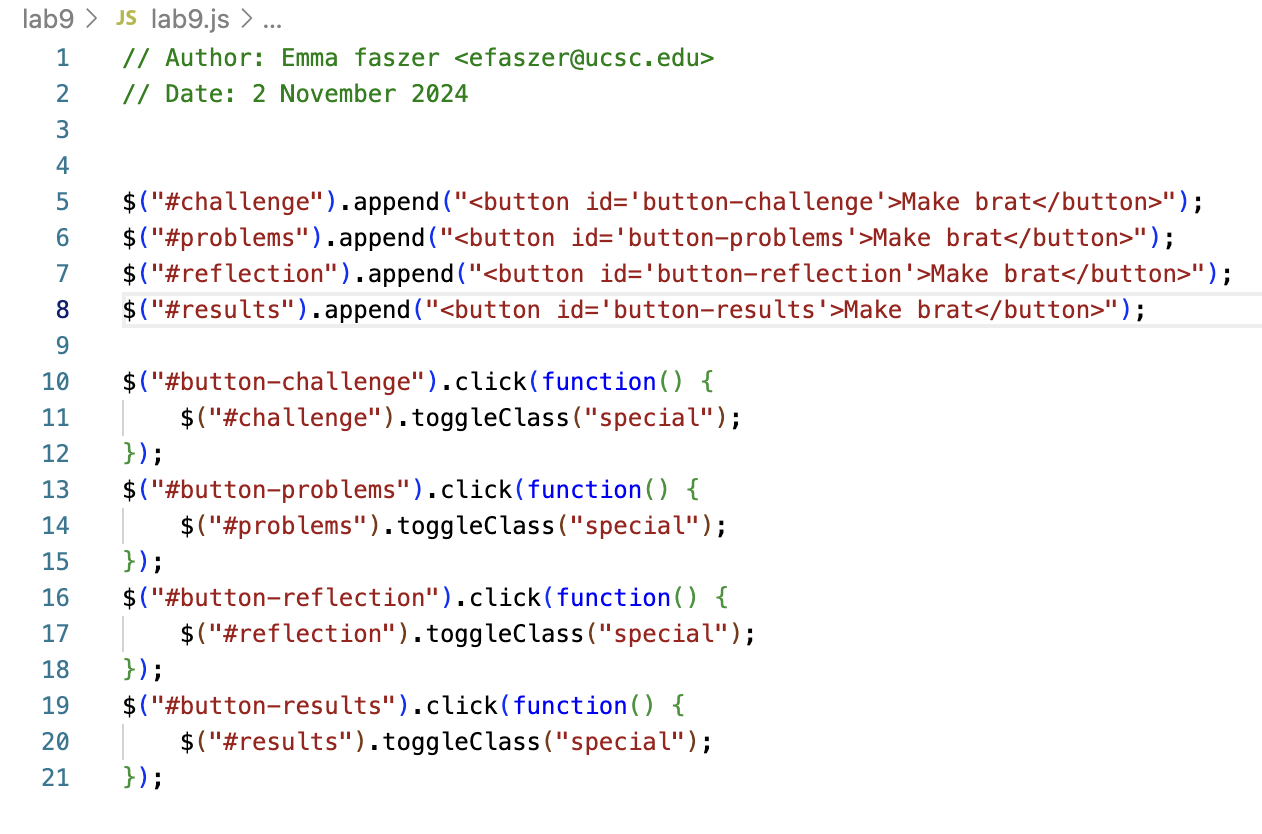 lab9 > JS lab9.js > ...
1 // Author: Emma faszer <efaszer@ucsc.edu>
2 // Date: 2 November 2024
3
4
5 $("#challenge").append("<button id='button-challenge'>Make brat</button>");
6 $("#problems").append("<button id='button-problems'>Make brat</button>");
7 $("#reflection").append("<button id='button-reflection'>Make brat</button>");
8 $("#results").append("<button id='button-results'>Make brat</button>");
9
10 $("#button-challenge").click(function() {
11     $("#challenge").toggleClass("special");
12 });
13 $("#button-problems").click(function() {
14     $("#problems").toggleClass("special");
15 });
16 $("#button-reflection").click(function() {
17     $("#reflection").toggleClass("special");
18 });
19 $("#button-results").click(function() {
20     $("#results").toggleClass("special");
21 });